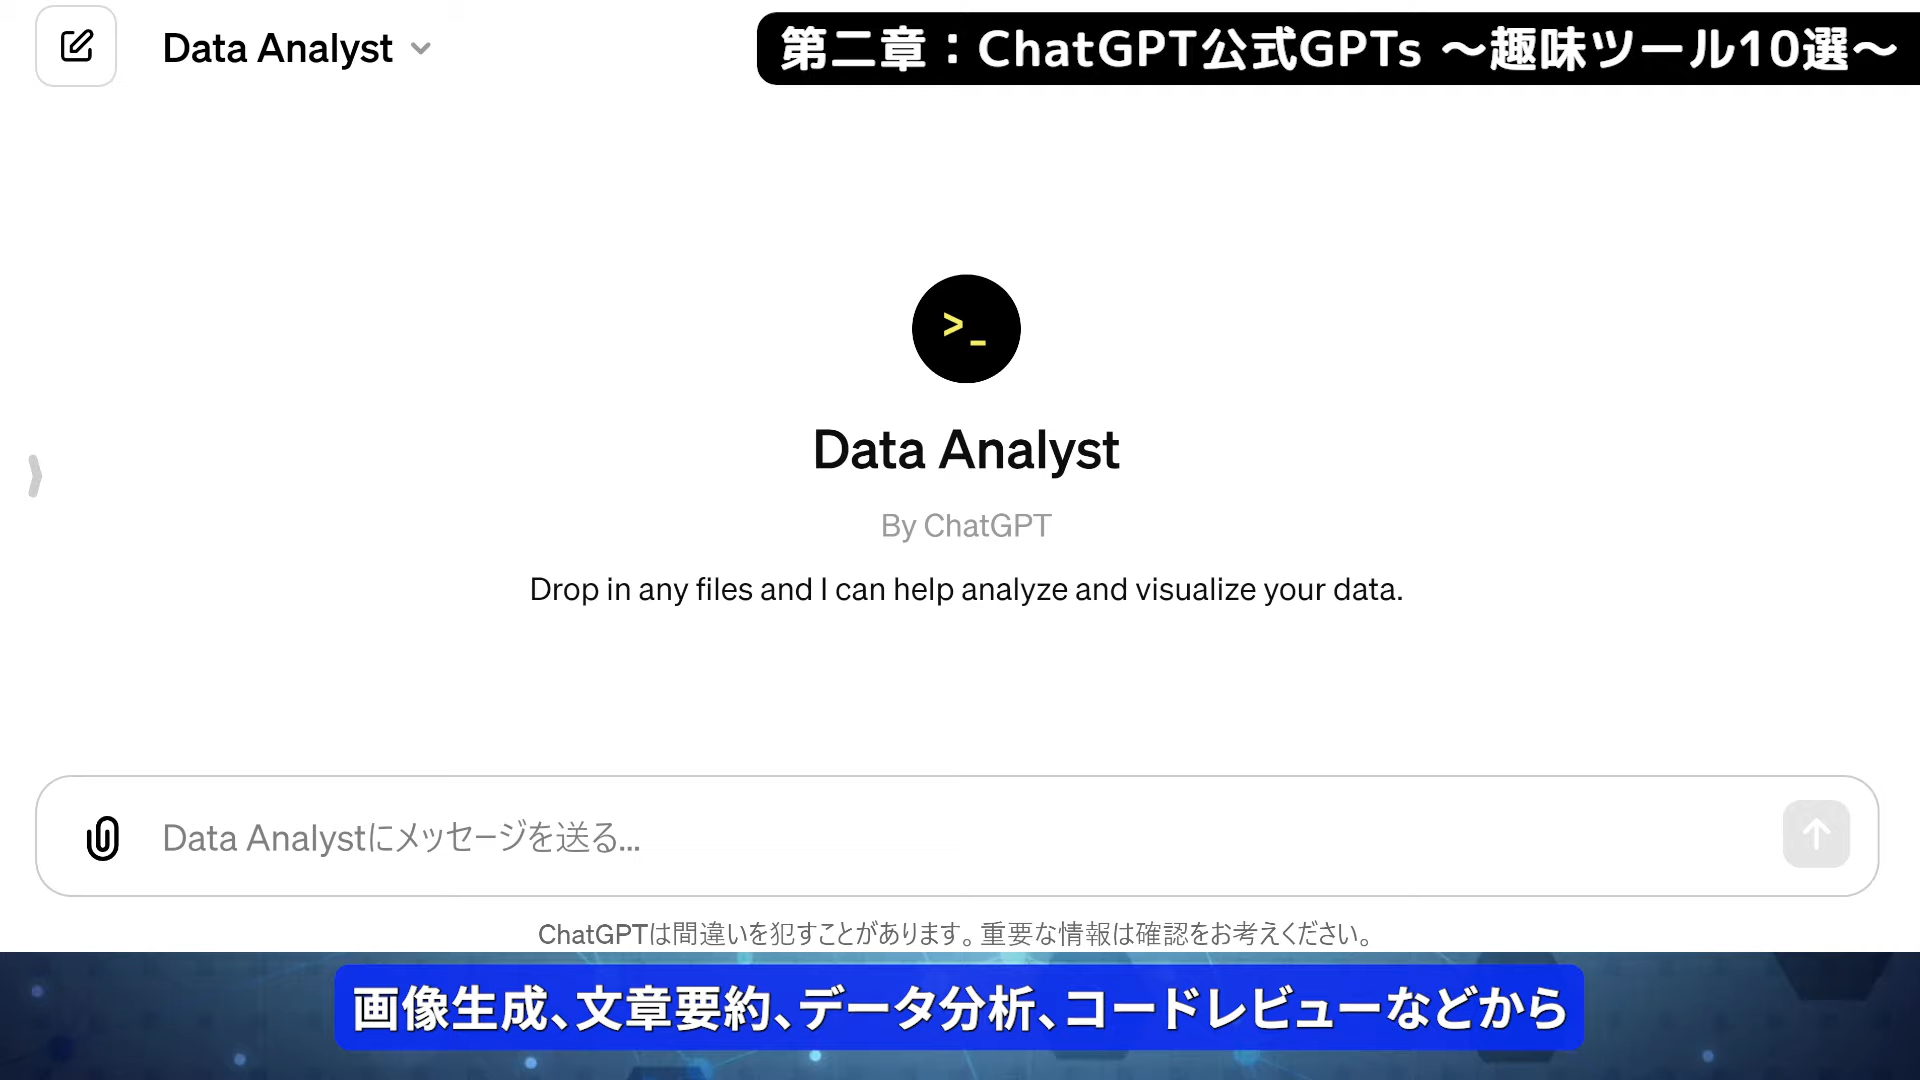 Data Analyst
第二章：ChatGPT公式GPTs ～趣味ツール10選～
>_
Data Analyst
By ChatGPT
Drop in any files and I can help analyze and visualize your data.
Data Analystにメッセージを送る...
ChatGPTは間違いを犯すことがあります。重要な情報は確認をお考えください。
画像生成、文章要約、データ分析、コードレビューなどから